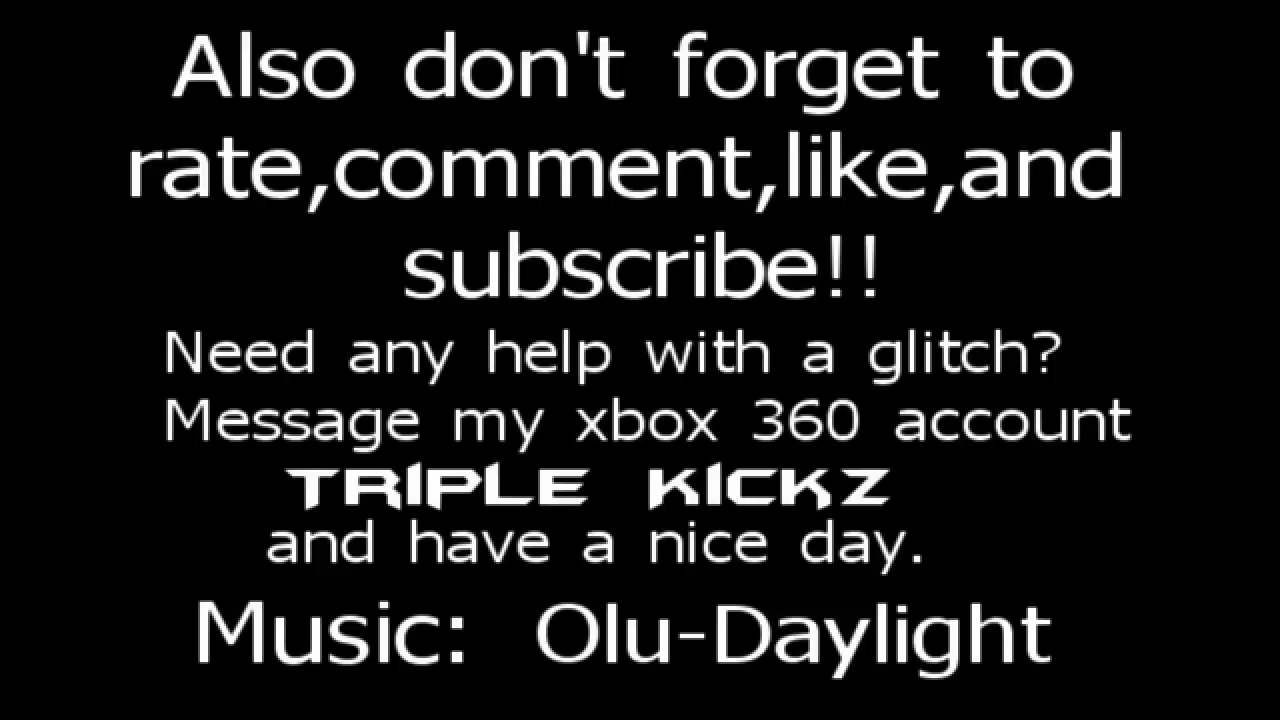 Also don't forget to
rate,comment,like,and
subscribe!!
Need any help with a glitch?
Message my xbox 360 account
TRIPLE KICKZ
and have a nice day.
Music: Olu-Daylight